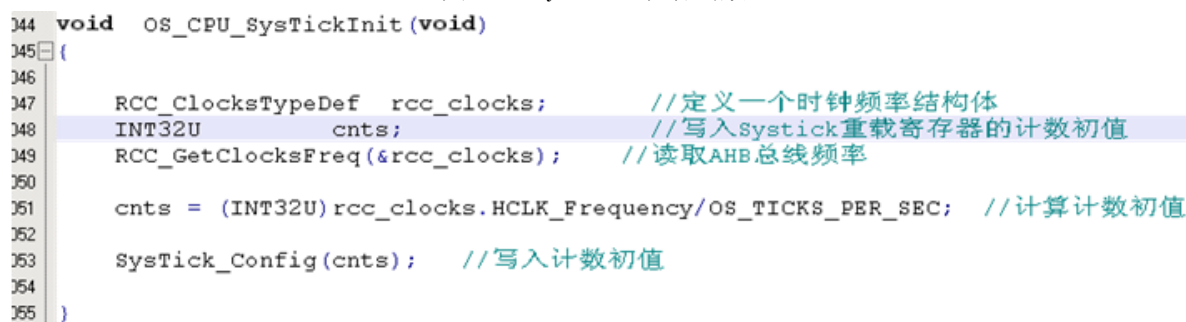 044 void OS_CPU_SysTickInit(void)
045 {
046
047 RCC_ClocksTypeDef rcc_clocks; //定义一个时钟频率结构体
048 INT32U cnts; //写入Systick重载寄存器的计数初值
049 RCC_GetClocksFreq(&rcc_clocks); //读取AHB总线频率
050
051 cnts = (INT32U)rcc_clocks.HCLK_Frequency/OS_TICKS_PER_SEC; //计算计数初值
052
053 SysTick_Config(cnts); //写入计数初值
054
055 }